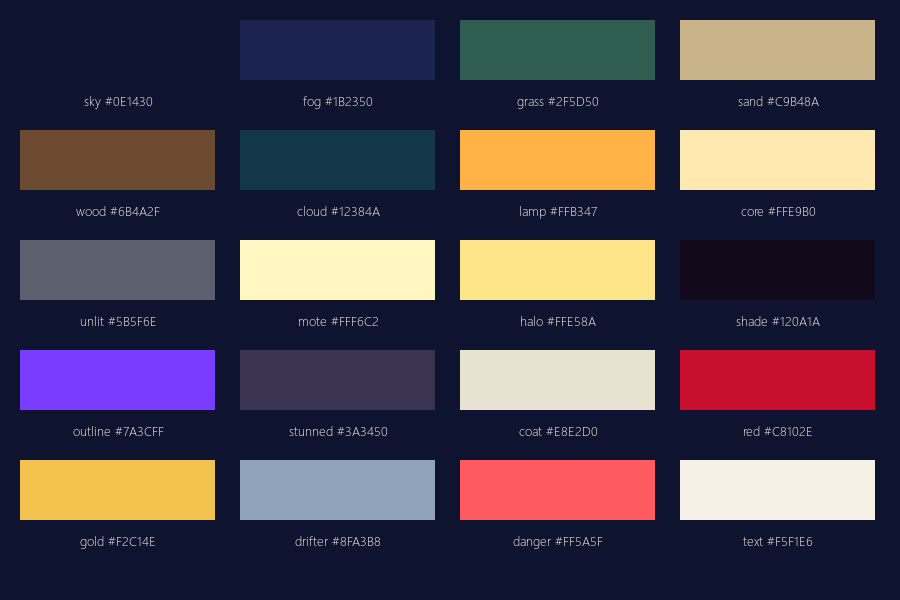 sky #0E1430
fog #1B2350
grass #2F5D50
sand #C9B48A
wood #6B4A2F
cloud #12384A
lamp #FFB347
core #FFE9B0
unlit #5B5F6E
mote #FFF6C2
halo #FFE58A
shade #120A1A
outline #7A3CFF
stunned #3A3450
coat #E8E2D0
red #C8102E
gold #F2C14E
drifter #8FA3B8
danger #FF5A5F
text #F5F1E6